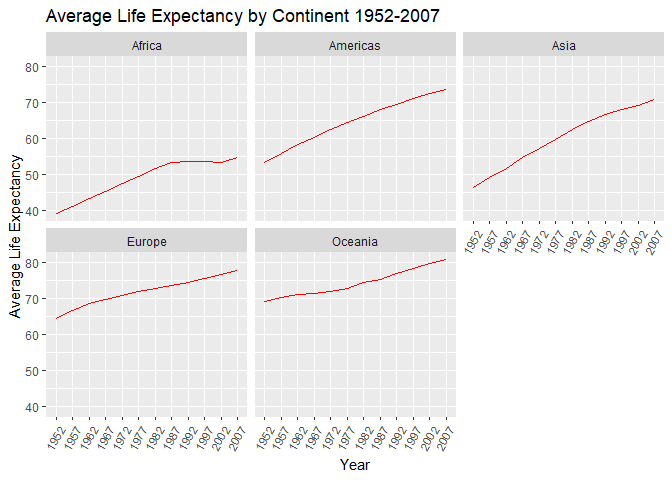 Average Life Expectancy by Continent 1952-2007
Africa
Americas
Asia
80
70
60
50
40
1952 1957 1962 1967 1972 1977 1982 1987 1992 1997 2002 2007
Average Life Expectancy
Europe
Oceania
80
70
60
50
40
1952 1957 1962 1967 1972 1977 1982 1987 1992 1997 2002 2007
1952 1957 1962 1967 1972 1977 1982 1987 1992 1997 2002 2007
Year